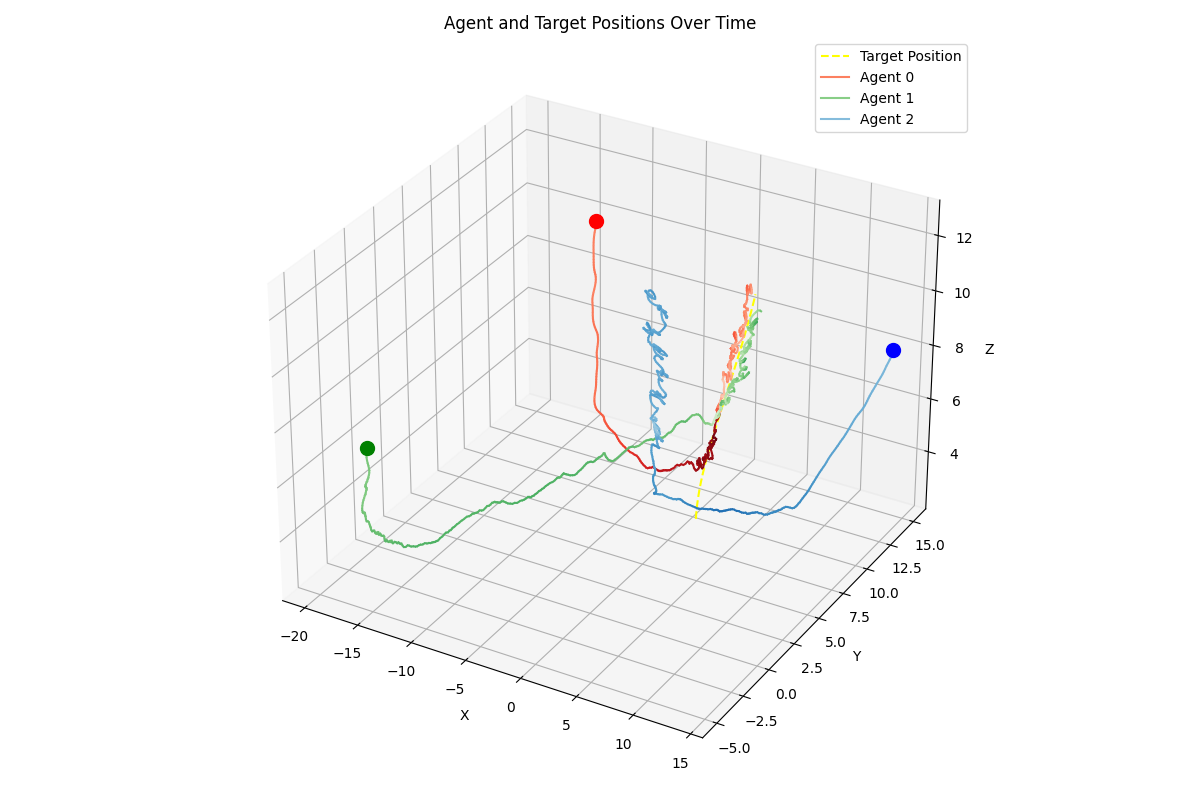 Agent and Target Positions Over Time
Target Position
Agent 0
Agent 1
Agent 2
12
10
8
6
4
Z
15.0
12.5
10.0
7.5
5.0
2.5
0.0
−2.5
−5.0
Y
−20
−15
−10
−5
0
5
10
15
X